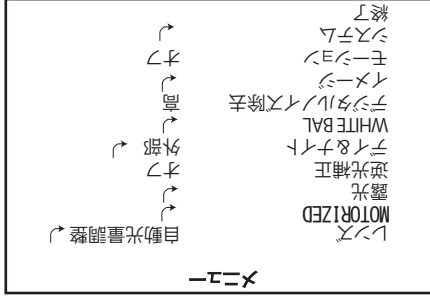 メニュー
レンズ 自動光量調整 ↵
MOTORIZED ↵
露光 ↵
逆光補正 オフ
デイ＆ナイト 外部 ↵
WHITE BAL ↵
デジタルノイズ除去 高
イメージ ↵
モーション オフ
システム ↵
終了